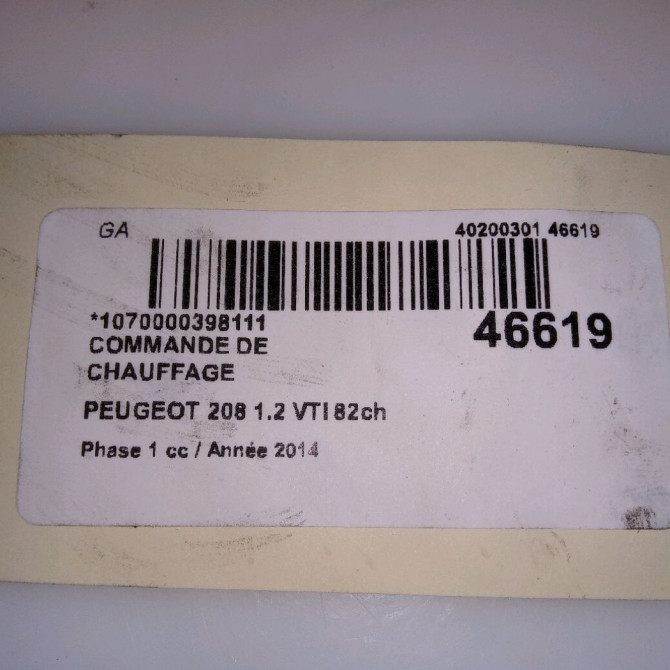 GA 40200301 46619
*1070000398111
46619
COMMANDE DE
CHAUFFAGE
PEUGEOT 208 1.2 VTI 82ch
Phase 1 cc / Année 2014